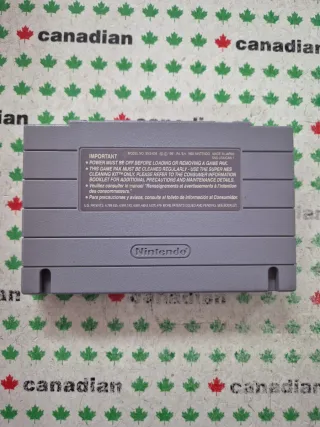 canadian
IMPORTANT
• POWER MUST BE OFF BEFORE LOADING OR REMOVING A GAME PAK.
• THIS GAME PAK MUST BE CLEANED REGULARLY - USE THE SUPER NES
CLEANING KIT™ ONLY. PLEASE REFER TO THE CONSUMER INFORMATION
BOOKLET FOR ADDITIONAL PRECAUTIONS AND MAINTENANCE DETAILS.
• Veuillez consulter le manuel "Renseignements et avertissements à l'intention
des consommateurs."
• Para precauciones y avisos, consulte al folleto de Información al Consumidor.
Nintendo
canadian
canadian